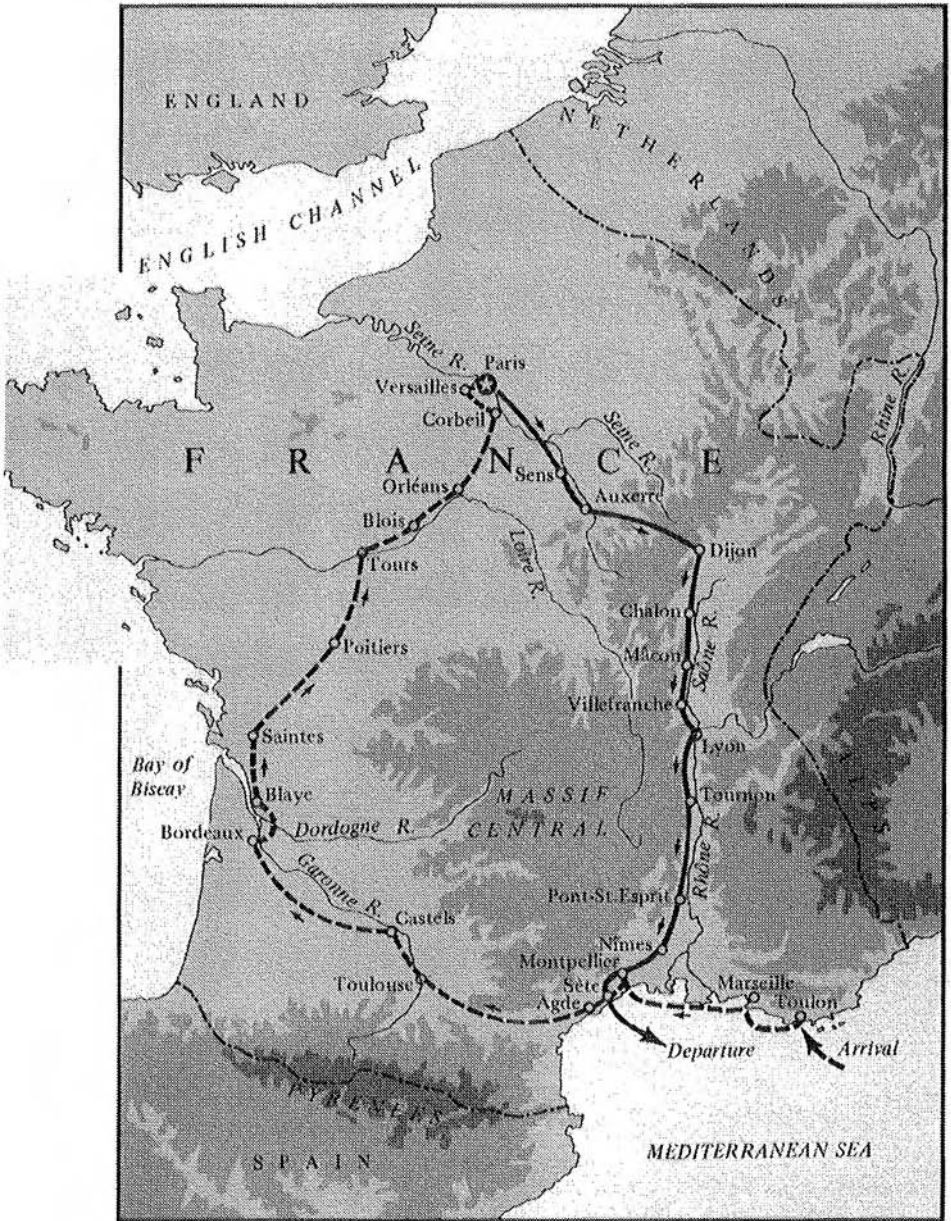 ENGLAND
NETHERLANDS
ENGLISH CHANNEL
Seine R.
Paris
Versailles
Rhine R.
Corbeil
FRANCE
Seine R.
Sens
Orléans
Auxerre
Blois
Loire R.
Dijon
Tours
Chalon
Saône R.
Poitiers
Mâcon
Villefranche
Saintes
Lyon
ALPS
Bay of
Biscay
Blaye
MASSIF
CENTRAL
Tournon
Bordeaux
Dordogne R.
Rhône R.
Garonne R.
Pont-St. Esprit
Castels
Nîmes
Montpellier
Toulouse
Sète
Marseille
Agde
Toulon
Departure
Arrival
PYRENEES
SPAIN
MEDITERRANEAN SEA